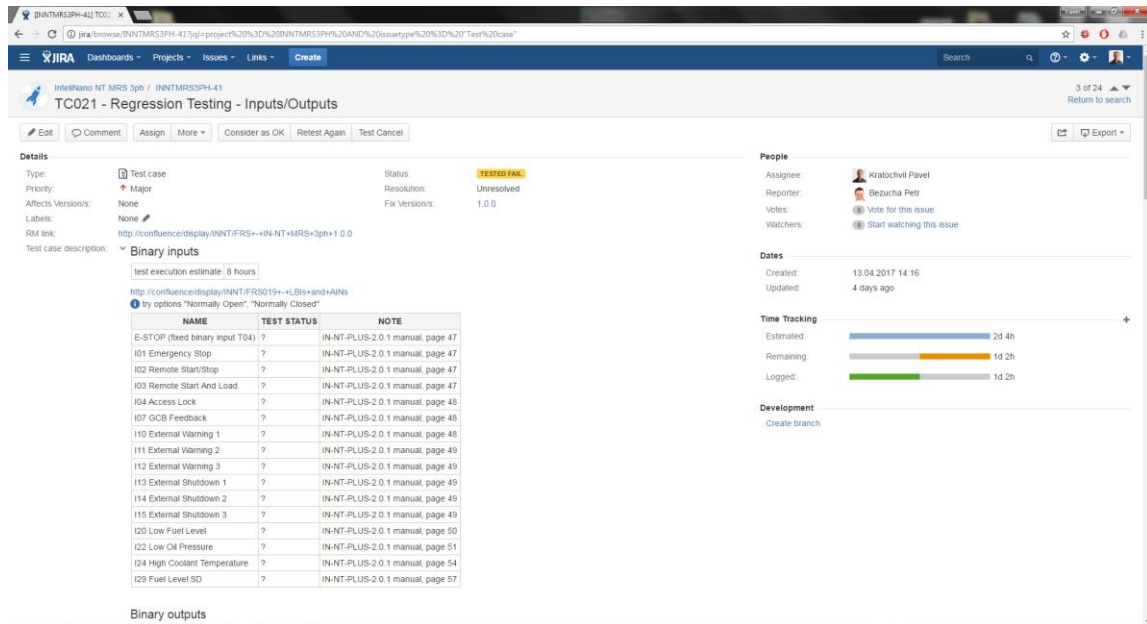 [INNTMRS3PH-41] TC02
jira/browse/INNTMRS3PH-41?jql=project%20%3D%20INNTMRS3PH%20AND%20issuetype%20%3D%20"Test%20case"
JIRA Dashboards Projects Issues Links Create Search
IntelliNano NT MRS 3ph / INNTMRS3PH-41
TC021 - Regression Testing - Inputs/Outputs
3 of 24
Return to search
Edit Comment Assign More Consider as OK Retest Again Test Cancel Export
Details
Type: Test case Status: TESTED FAIL
Priority: Major Resolution: Unresolved
Affects Version/s: None Fix Version/s: 1.0.0
Labels: None
RM link: http://confluence/display/INNT/FRS+-+IN-NT+MRS+3ph+1.0.0
Test case description: Binary inputs
test execution estimate 8 hours
http://confluence/display/INNT/FRS019+-+LBIs+and+AINs
try options "Normally Open", "Normally Closed"
NAME TEST STATUS NOTE
E-STOP (fixed binary input T04) ? IN-NT-PLUS-2.0.1 manual, page 47
I01 Emergency Stop ? IN-NT-PLUS-2.0.1 manual, page 47
I02 Remote Start/Stop ? IN-NT-PLUS-2.0.1 manual, page 47
I03 Remote Start And Load ? IN-NT-PLUS-2.0.1 manual, page 47
I04 Access Lock ? IN-NT-PLUS-2.0.1 manual, page 48
I07 GCB Feedback ? IN-NT-PLUS-2.0.1 manual, page 48
I10 External Warning 1 ? IN-NT-PLUS-2.0.1 manual, page 48
I11 External Warning 2 ? IN-NT-PLUS-2.0.1 manual, page 49
I12 External Warning 3 ? IN-NT-PLUS-2.0.1 manual, page 49
I13 External Shutdown 1 ? IN-NT-PLUS-2.0.1 manual, page 49
I14 External Shutdown 2 ? IN-NT-PLUS-2.0.1 manual, page 49
I15 External Shutdown 3 ? IN-NT-PLUS-2.0.1 manual, page 49
I20 Low Fuel Level ? IN-NT-PLUS-2.0.1 manual, page 50
I22 Low Oil Pressure ? IN-NT-PLUS-2.0.1 manual, page 51
I24 High Coolant Temperature ? IN-NT-PLUS-2.0.1 manual, page 54
I29 Fuel Level SD ? IN-NT-PLUS-2.0.1 manual, page 57
Binary outputs
People
Assignee: Kratochvil Pavel
Reporter: Bezucha Petr
Votes: 0 Vote for this issue
Watchers: 0 Start watching this issue
Dates
Created: 13.04.2017 14:16
Updated: 4 days ago
Time Tracking
Estimated: 2d 4h
Remaining: 1d 2h
Logged: 1d 2h
Development
Create branch